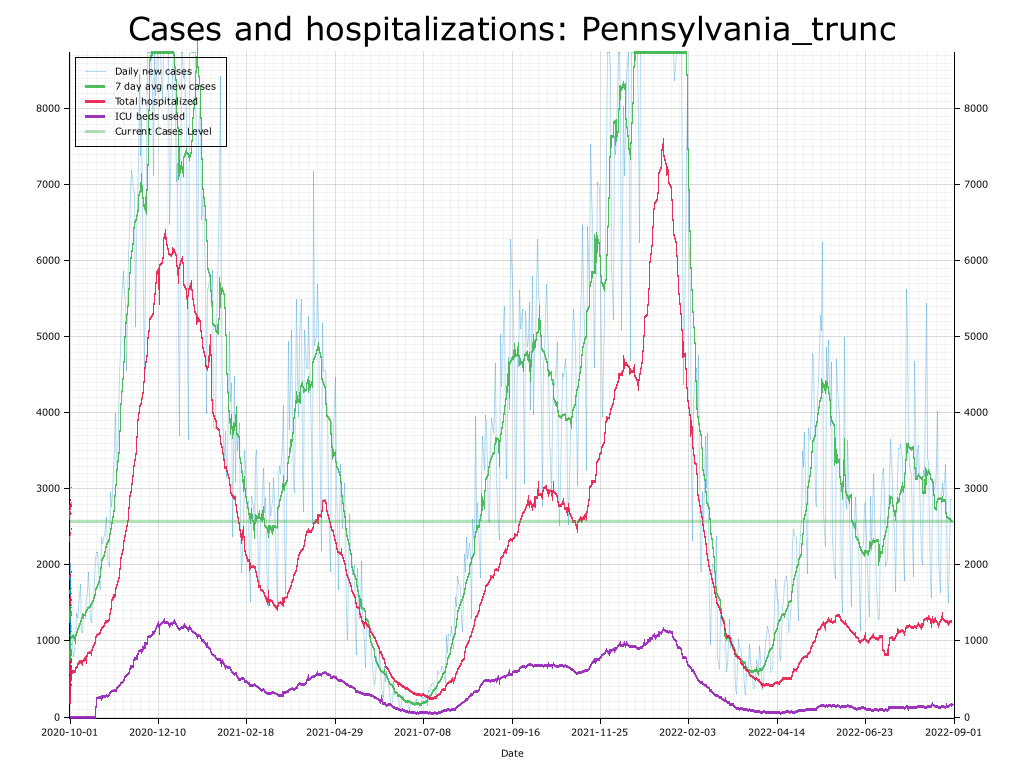 Cases and hospitalizations: Pennsylvania_trunc
Daily new cases
7 day avg new cases
Total hospitalized
ICU beds used
Current Cases Level
8000 8000
7000 7000
6000 6000
5000 5000
4000 4000
3000 3000
2000 2000
1000 1000
0 0
2020-10-01 2020-12-10 2021-02-18 2021-04-29 2021-07-08 2021-09-16 2021-11-25 2022-02-03 2022-04-14 2022-06-23 2022-09-01
Date